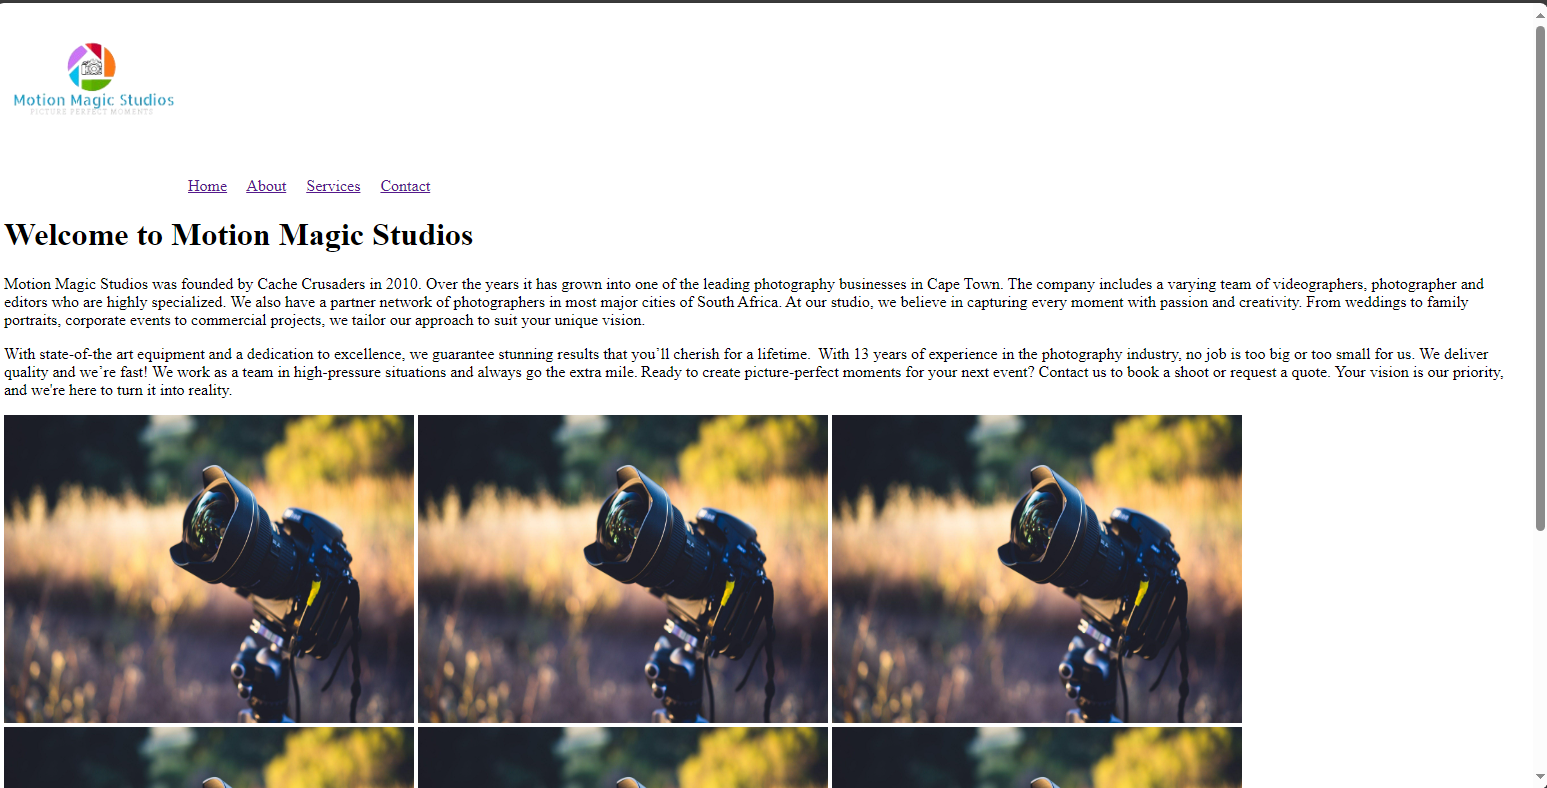 Motion Magic Studios
PICTURE PERFECT MOMENTS
Home About Services Contact
Welcome to Motion Magic Studios
Motion Magic Studios was founded by Cache Crusaders in 2010. Over the years it has grown into one of the leading photography businesses in Cape Town. The company includes a varying team of videographers, photographer and
editors who are highly specialized. We also have a partner network of photographers in most major cities of South Africa. At our studio, we believe in capturing every moment with passion and creativity. From weddings to family
portraits, corporate events to commercial projects, we tailor our approach to suit your unique vision.
With state-of-the art equipment and a dedication to excellence, we guarantee stunning results that you’ll cherish for a lifetime.  With 13 years of experience in the photography industry, no job is too big or too small for us. We deliver
quality and we’re fast! We work as a team in high-pressure situations and always go the extra mile. Ready to create picture-perfect moments for your next event? Contact us to book a shoot or request a quote. Your vision is our priority,
and we're here to turn it into reality.